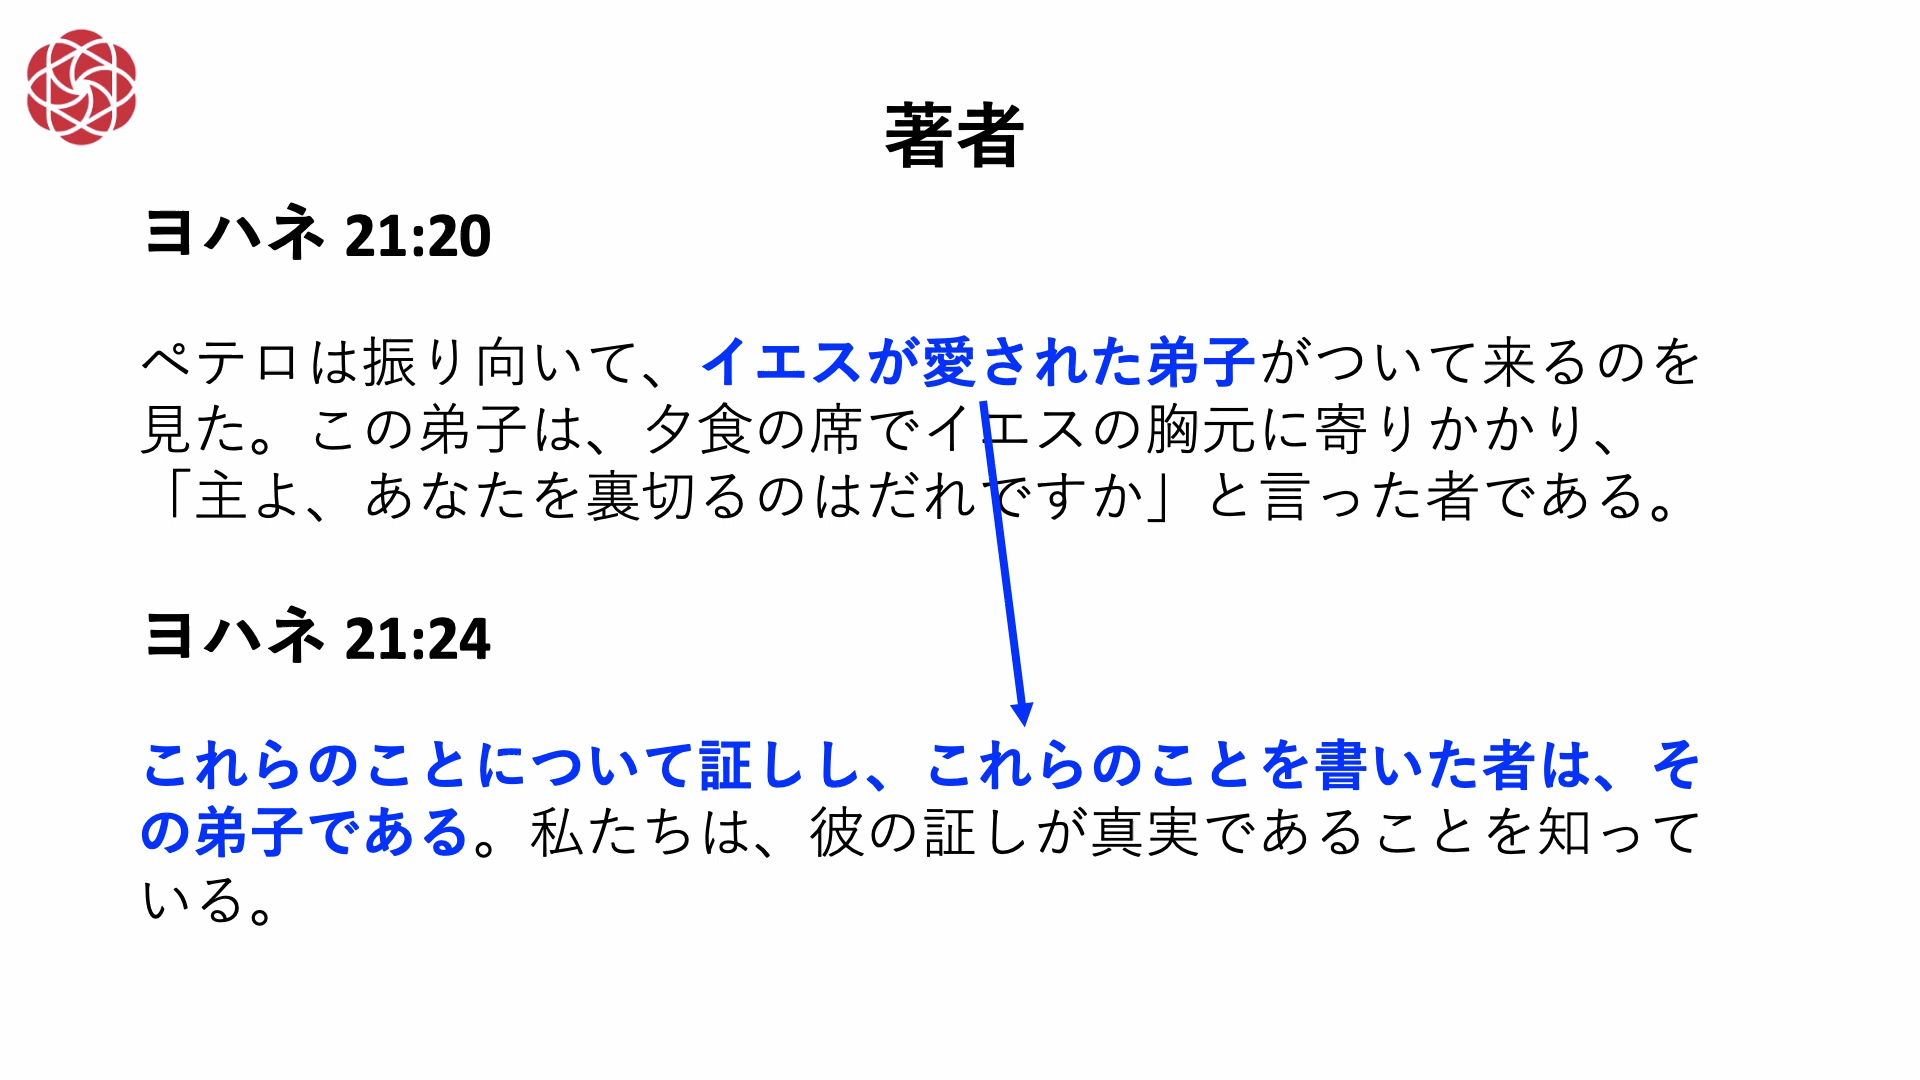 著者
ヨハネ 21:20
ペテロは振り向いて、イエスが愛された弟子がついて来るのを
見た。この弟子は、夕食の席でイエスの胸元に寄りかかり、
「主よ、あなたを裏切るのはだれですか」と言った者である。
ヨハネ 21:24
これらのことについて証しし、これらのことを書いた者は、そ
の弟子である。私たちは、彼の証しが真実であることを知って
いる。